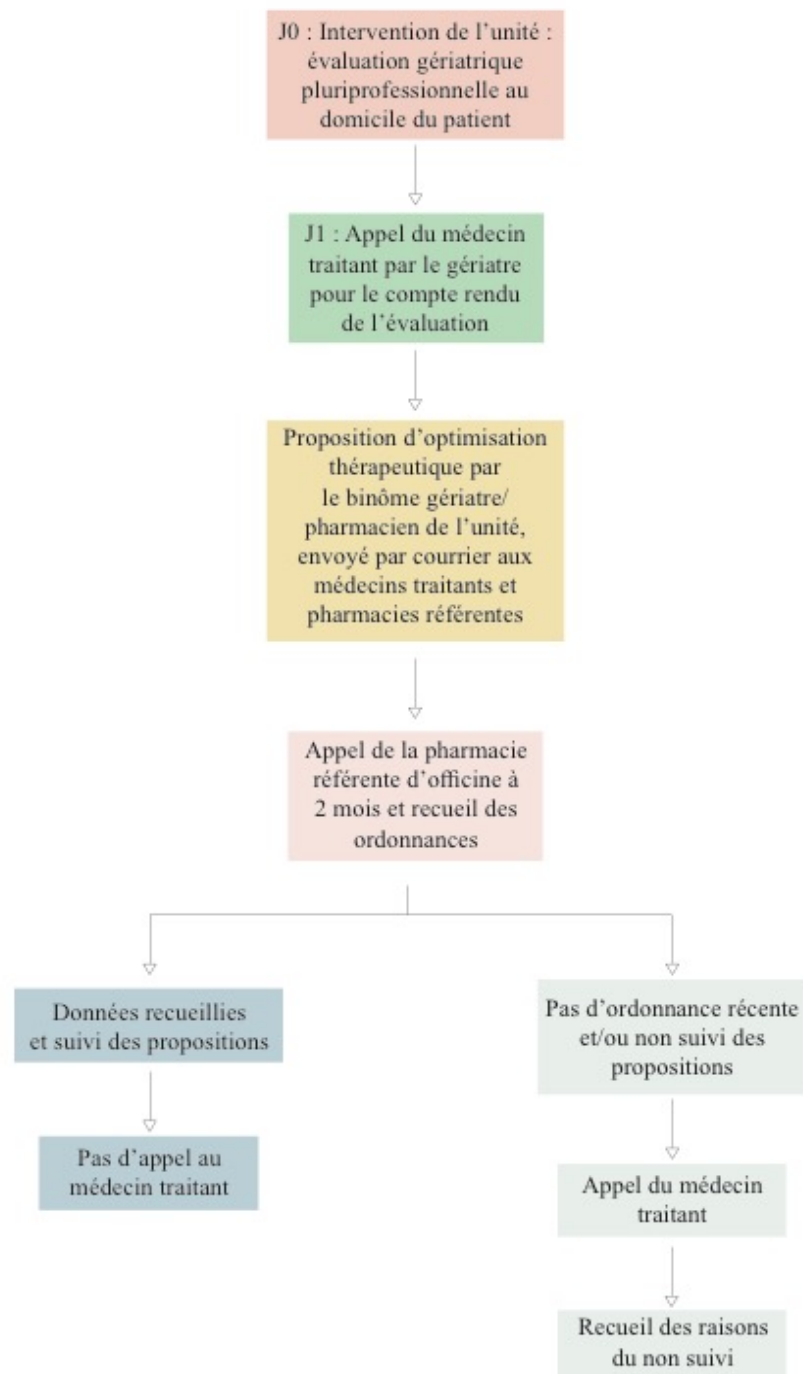 J0 : Intervention de l’unité :
évaluation gériatrique
pluriprofessionnelle au
domicile du patient
J1 : Appel du médecin
traitant par le gériatre
pour le compte rendu
de l’évaluation
Proposition d’optimisation
thérapeutique par
le binôme gériatre/
pharmacien de l’unité,
envoyé par courrier aux
médecins traitants et
pharmacies référentes
Appel de la pharmacie
référente d’officine à
2 mois et recueil des
ordonnances
Données recueillies
et suivi des propositions
Pas d’appel au
médecin traitant
Pas d’ordonnance récente
et/ou non suivi des
propositions
Appel du médecin
traitant
Recueil des raisons
du non suivi